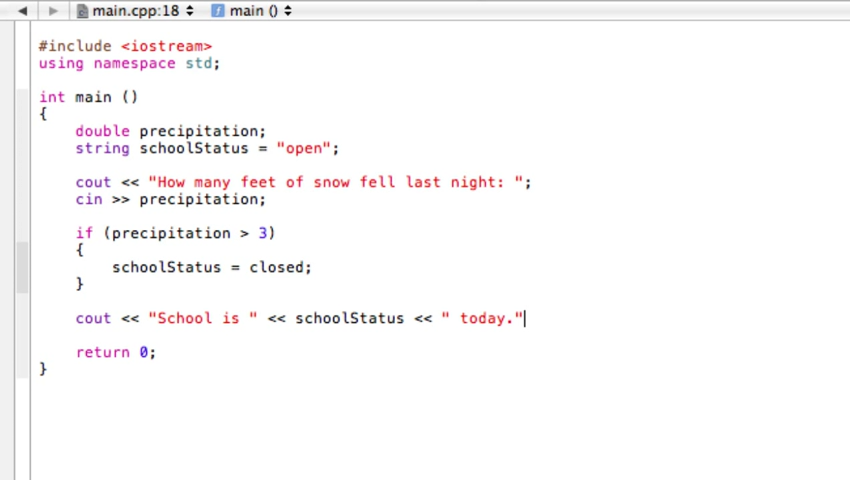 main.cpp:18 main ()
#include <iostream>
using namespace std;
int main ()
{
double precipitation;
string schoolStatus = "open";
cout << "How many feet of snow fell last night: ";
cin >> precipitation;
if (precipitation > 3)
{
schoolStatus = closed;
}
cout << "School is " << schoolStatus << " today."
return 0;
}